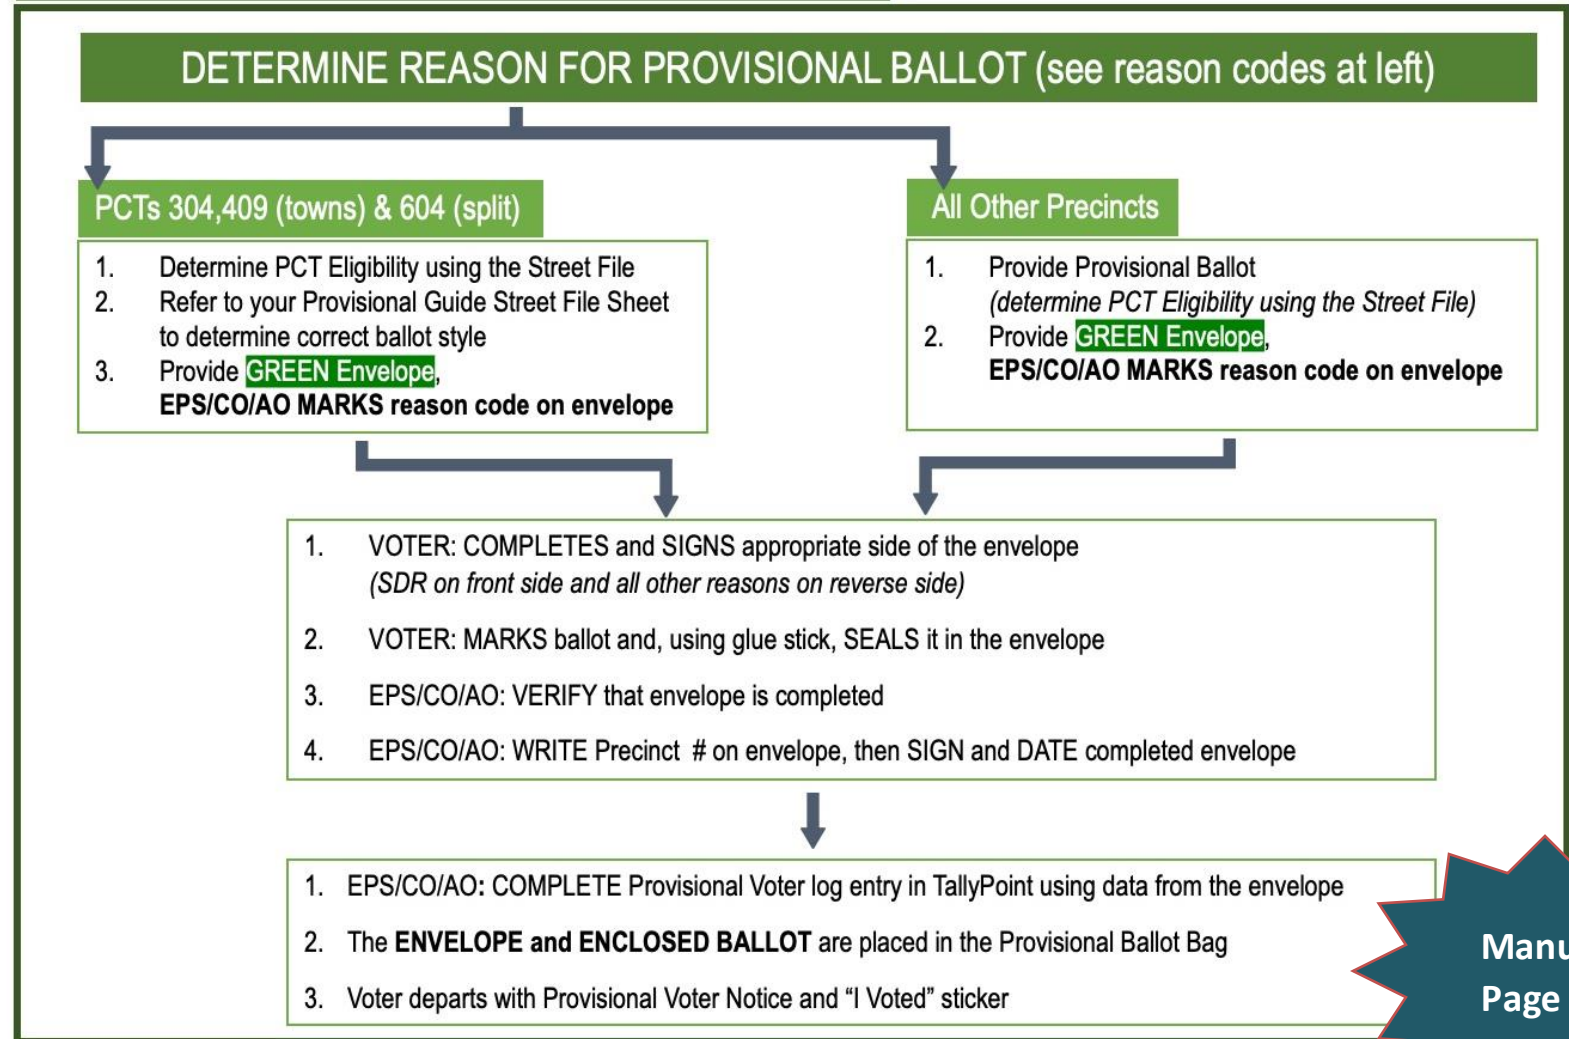 DETERMINE REASON FOR PROVISIONAL BALLOT (see reason codes at left)
PCTs 304,409 (towns) & 604 (split)
1. Determine PCT Eligibility using the Street File
2. Refer to your Provisional Guide Street File Sheet
to determine correct ballot style
3. Provide GREEN Envelope,
EPS/CO/AO MARKS reason code on envelope
All Other Precincts
1. Provide Provisional Ballot
(determine PCT Eligibility using the Street File)
2. Provide GREEN Envelope,
EPS/CO/AO MARKS reason code on envelope
1. VOTER: COMPLETES and SIGNS appropriate side of the envelope
(SDR on front side and all other reasons on reverse side)
2. VOTER: MARKS ballot and, using glue stick, SEALS it in the envelope
3. EPS/CO/AO: VERIFY that envelope is completed
4. EPS/CO/AO: WRITE Precinct # on envelope, then SIGN and DATE completed envelope
1. EPS/CO/AO: COMPLETE Provisional Voter log entry in TallyPoint using data from the envelope
2. The ENVELOPE and ENCLOSED BALLOT are placed in the Provisional Ballot Bag
3. Voter departs with Provisional Voter Notice and “I Voted” sticker
Page